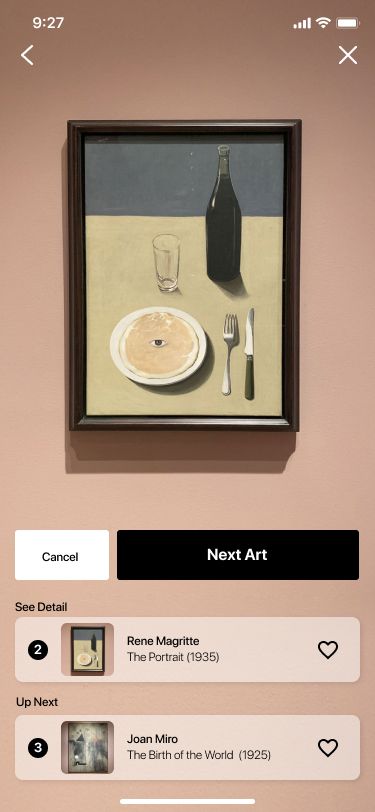 9:27
Cancel
Next Art
See Detail
2
Rene Magritte
The Portrait (1935)
Up Next
3
Joan Miro
The Birth of the World (1925)